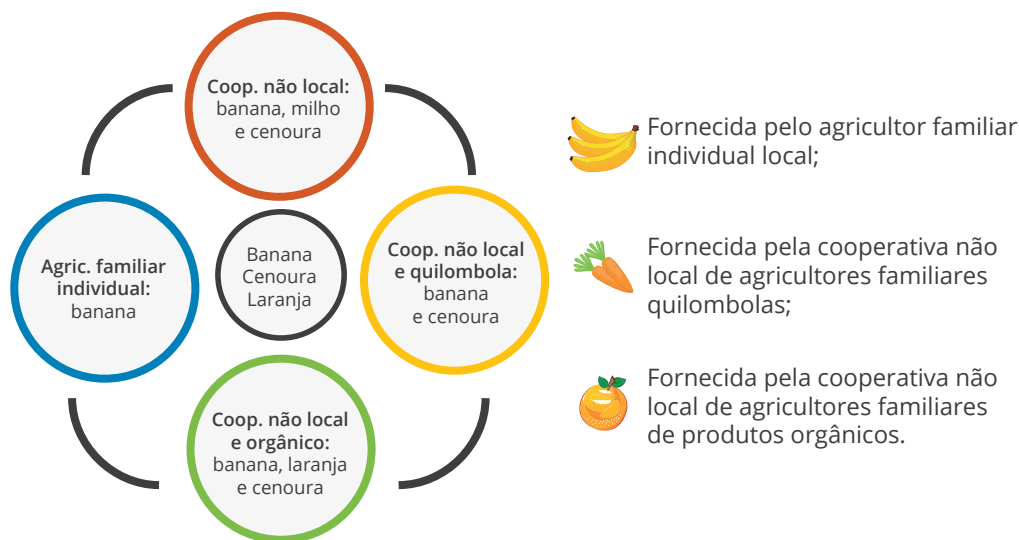 Coop. não local:
banana, milho
e cenoura
Agric. familiar
individual:
banana
Banana
Cenoura
Laranja
Coop. não local
e quilombola:
banana
e cenoura
Coop. não local
e orgânico:
banana, laranja
e cenoura
Fornecida pelo agricultor familiar
individual local;
Fornecida pela cooperativa não
local de agricultores familiares
quilombolas;
Fornecida pela cooperativa não
local de agricultores familiares
de produtos orgânicos.